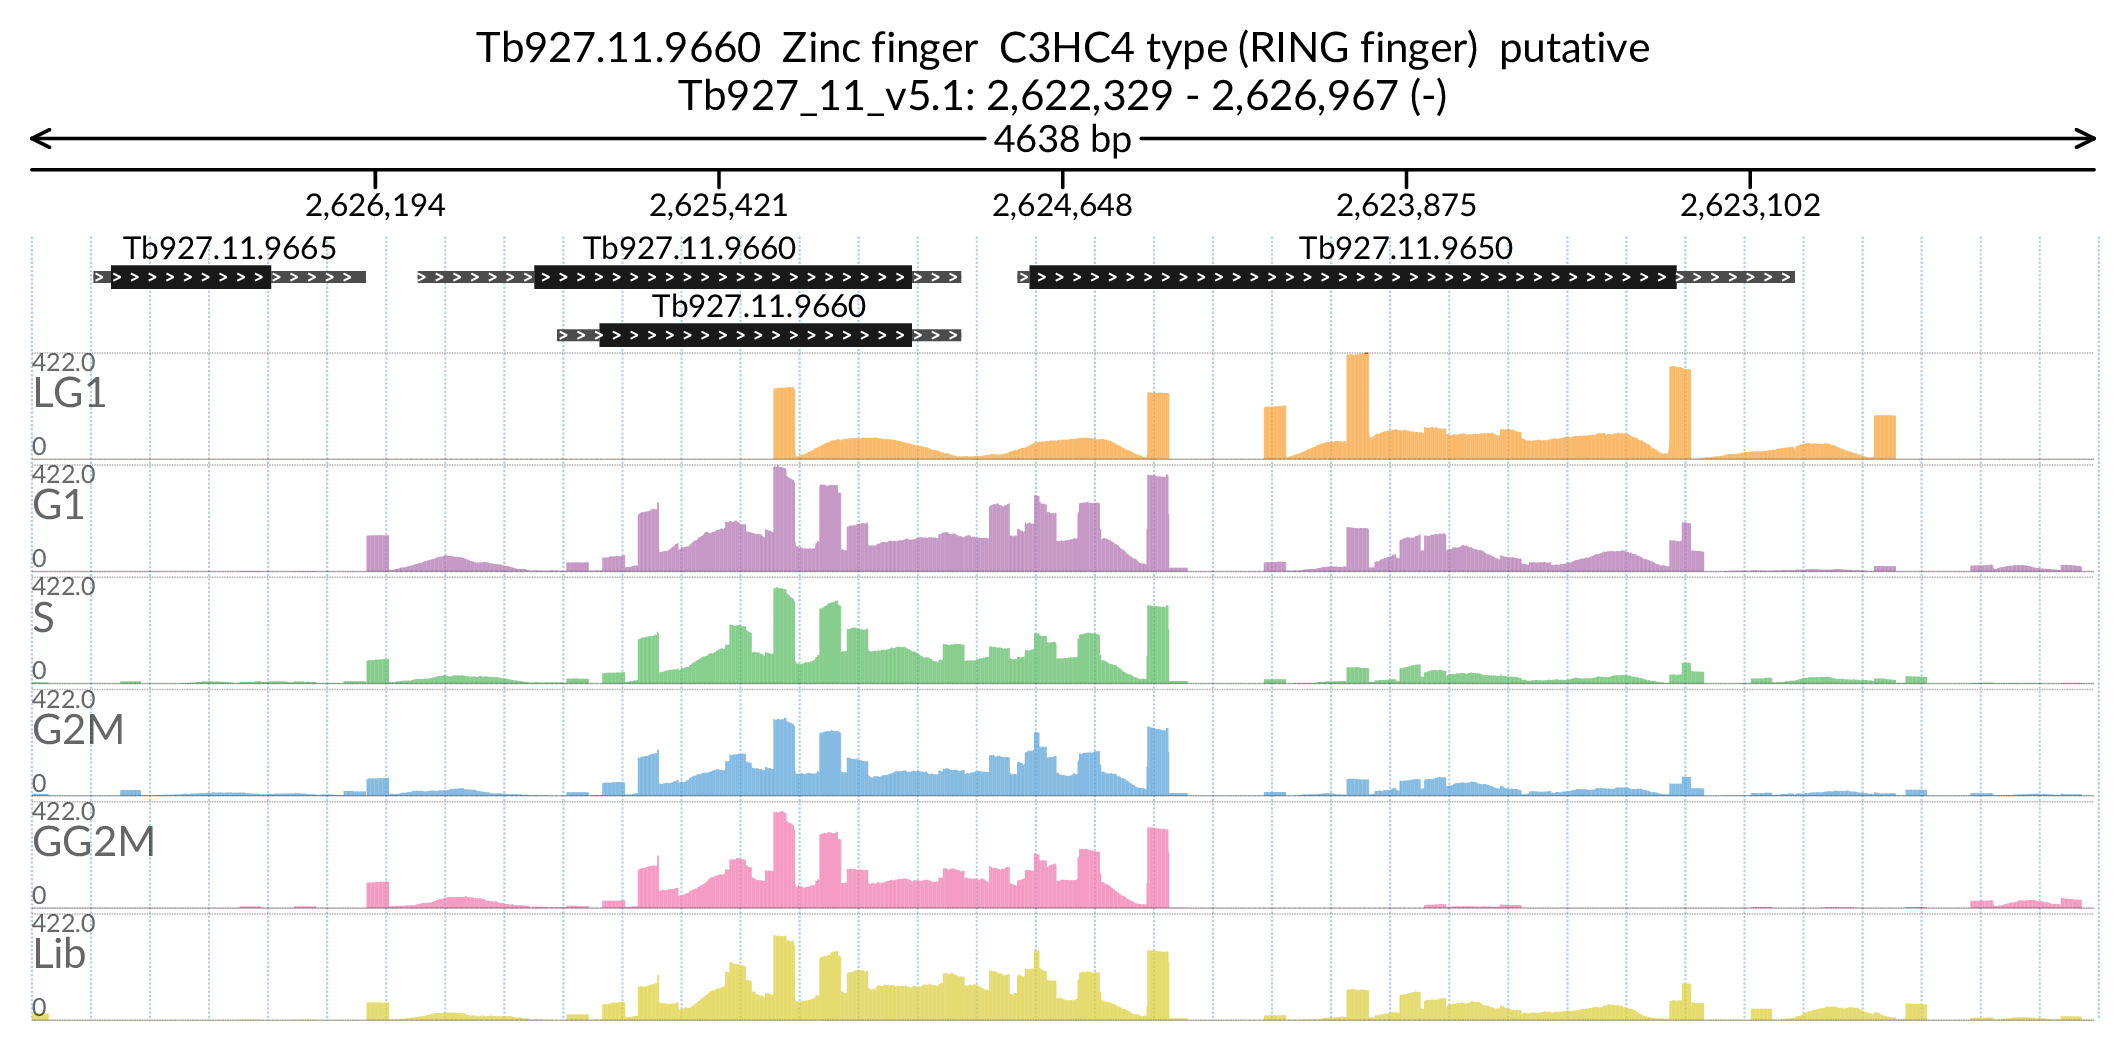 Tb927.11.9660 Zinc finger C3HC4 type (RING finger) putative
Tb927_11_v5.1: 2,622,329 - 2,626,967 (-)
4638 bp
2,626,194 2,625,421 2,624,648 2,623,875 2,623,102
Tb927.11.9665 Tb927.11.9660 Tb927.11.9650
Tb927.11.9660
422.0
LG1
0
422.0
G1
0
422.0
S
0
422.0
G2M
0
422.0
GG2M
0
422.0
Lib
0